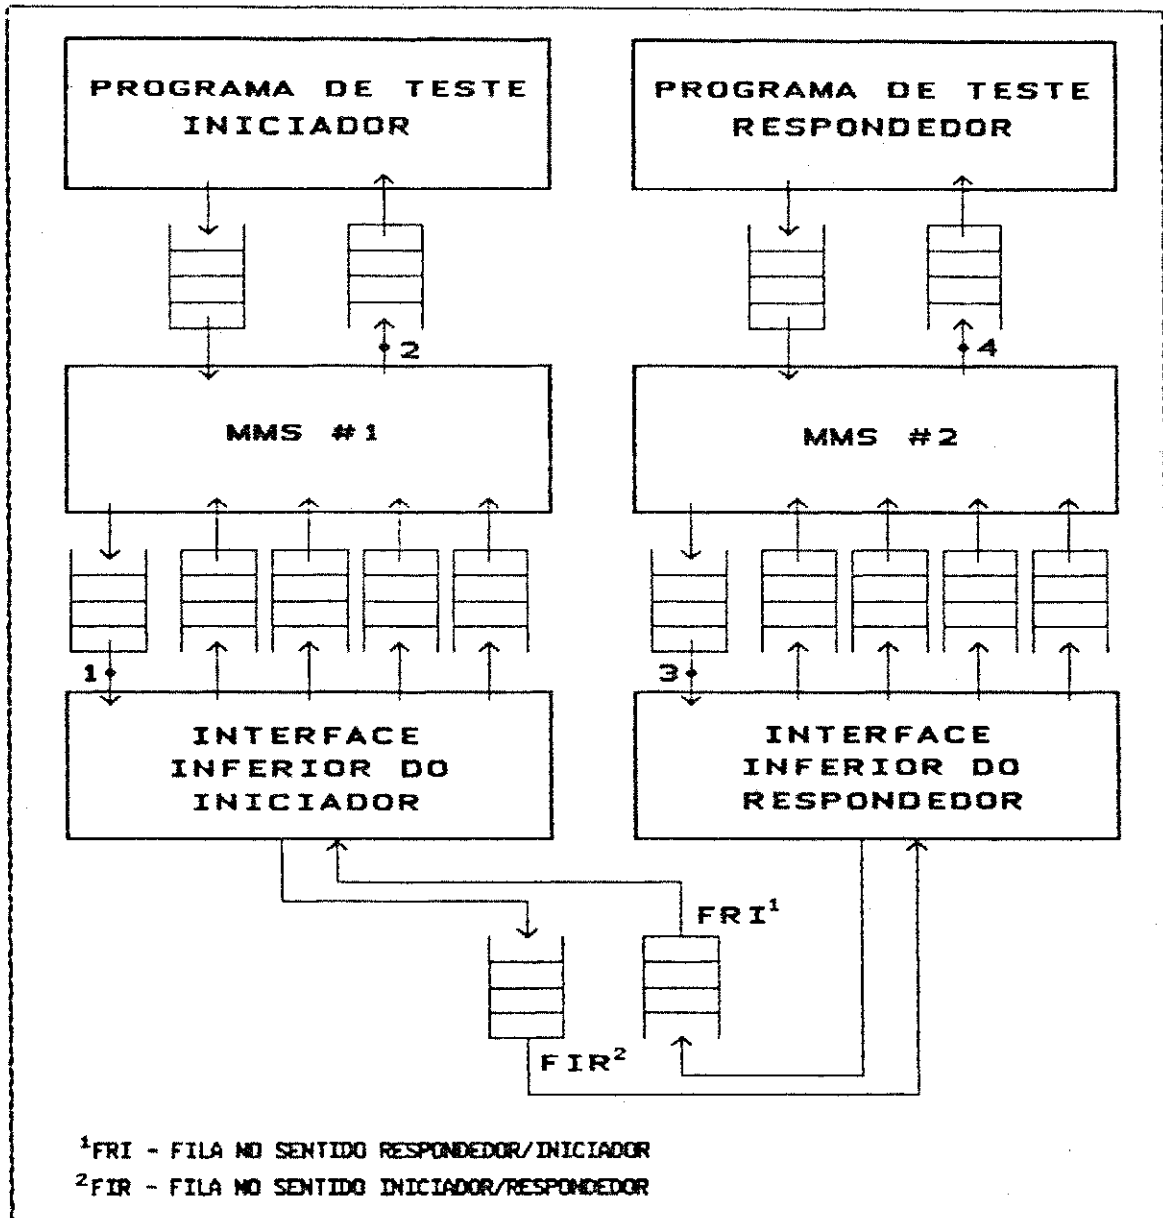 PROGRAMA DE TESTE
INICIADOR
PROGRAMA DE TESTE
RESPONDEDOR
2
4
MMS #1
MMS #2
1
3
INTERFACE
INFERIOR DO
INICIADOR
INTERFACE
INFERIOR DO
RESPONDEDOR
FRI¹
FIR²
¹FRI - FILA NO SENTIDO RESPONDEDOR/INICIADOR
²FIR - FILA NO SENTIDO INICIADOR/RESPONDEDOR